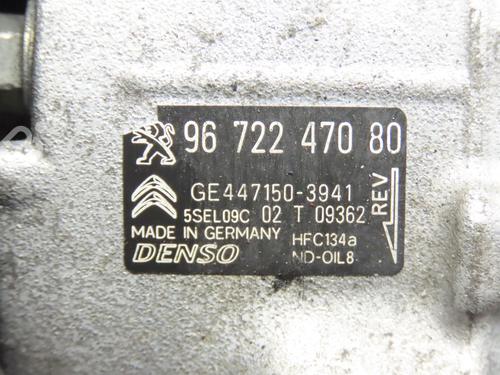 96 722 470 80
GE447150-3941
5SEL09C 02 T 09362
MADE IN GERMANY HFC134a
DENSO ND-OIL8
REV